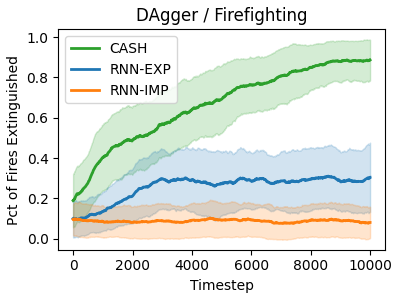 DAgger / Firefighting
Pct of Fires Extinguished
1.0
0.8
0.6
0.4
0.2
0.0
CASH
RNN-EXP
RNN-IMP
0 2000 4000 6000 8000 10000
Timestep